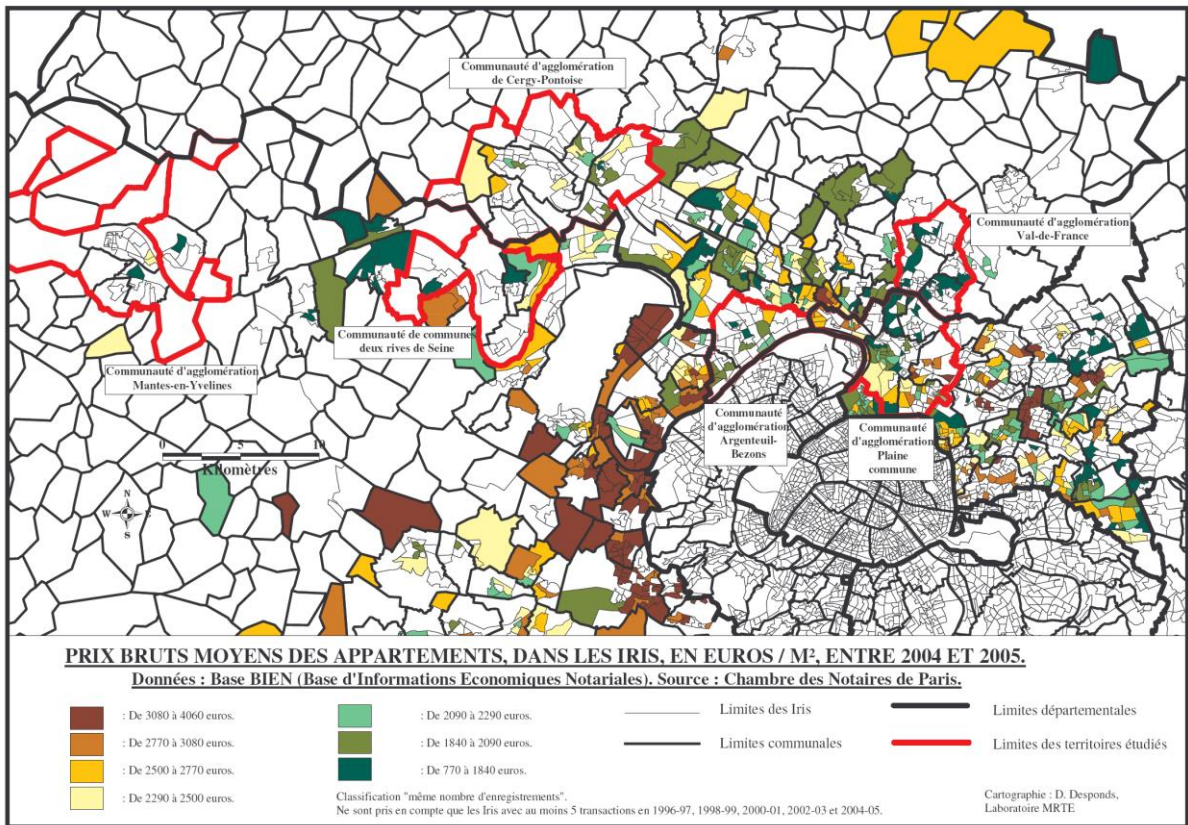 Communauté d'agglomération
de Cergy-Pontoise
Communauté d'agglomération
Val-de-France
Communauté de communes
deux rives de Seine
Communauté d'agglomération
Mantes-en-Yvelines
Communauté
d'agglomération
Argenteuil-
Bezons
Communauté
d'agglomération
Plaine
commune
0 5 10
Kilomètres
N
W E
S
PRIX BRUTS MOYENS DES APPARTEMENTS, DANS LES IRIS, EN EUROS / M², ENTRE 2004 ET 2005.
Données : Base BIEN (Base d'Informations Economiques Notariales). Source : Chambre des Notaires de Paris.
: De 3080 à 4060 euros.
: De 2770 à 3080 euros.
: De 2500 à 2770 euros.
: De 2290 à 2500 euros.
: De 2090 à 2290 euros.
: De 1840 à 2090 euros.
: De 770 à 1840 euros.
Limites des Iris
Limites communales
Limites départementales
Limites des territoires étudiés
Classification "même nombre d'enregistrements".
Ne sont pris en compte que les Iris avec au moins 5 transactions en 1996-97, 1998-99, 2000-01, 2002-03 et 2004-05.
Cartographie : D. Desponds,
Laboratoire MRTE